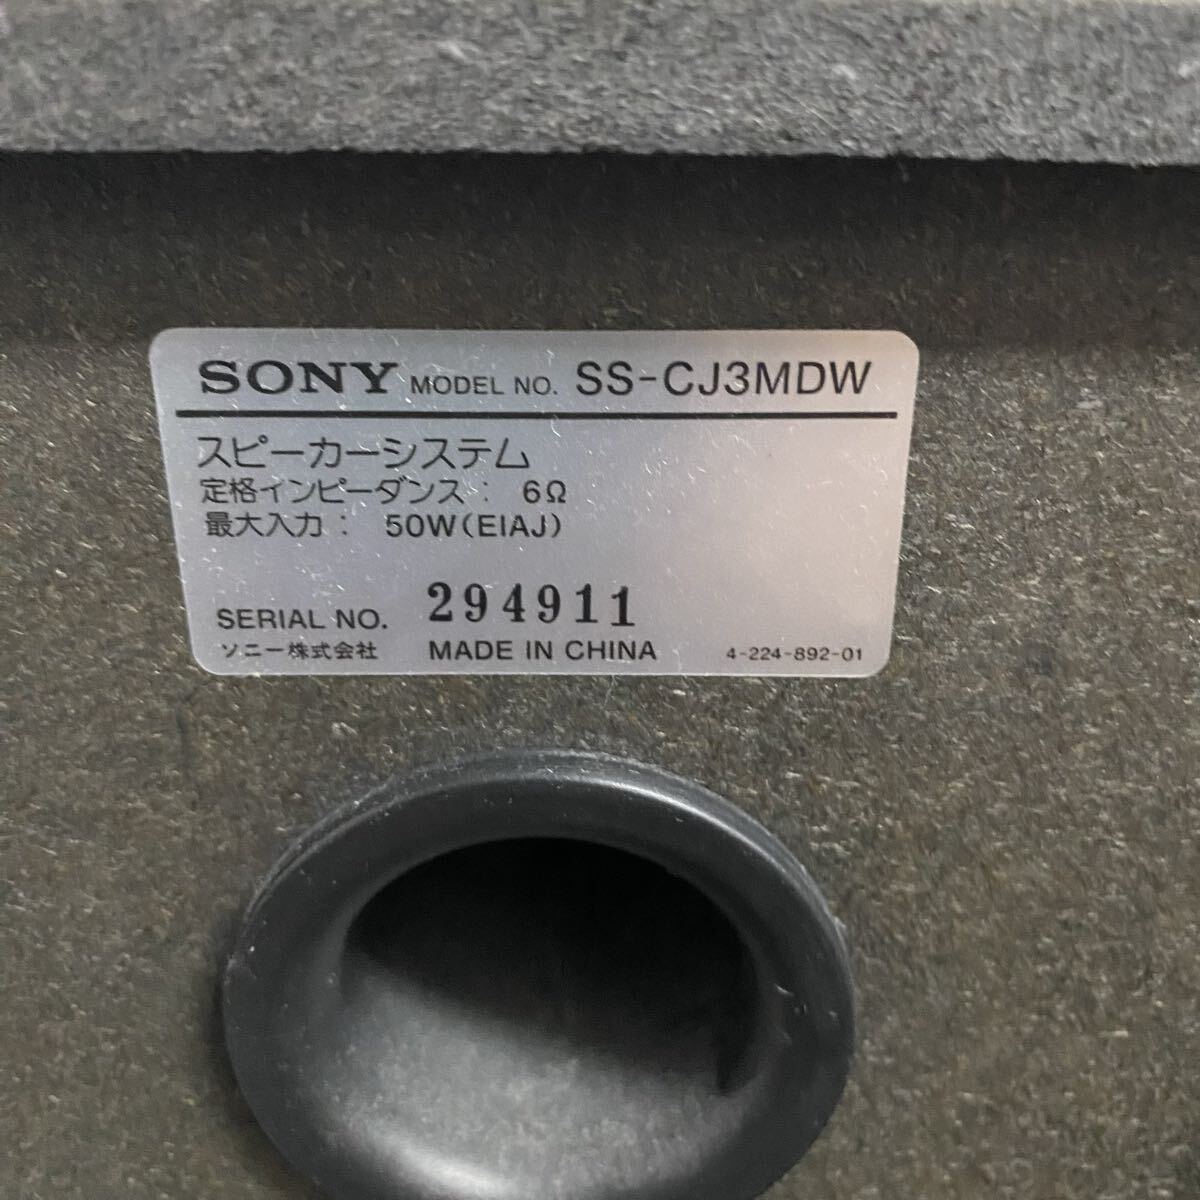 SONY MODEL NO. SS-CJ3MDW
スピーカーシステム
定格インピーダンス : 6Ω
最大入力 : 50W(EIAJ)
SERIAL NO. 294911
ソニー株式会社 MADE IN CHINA 4-224-892-01